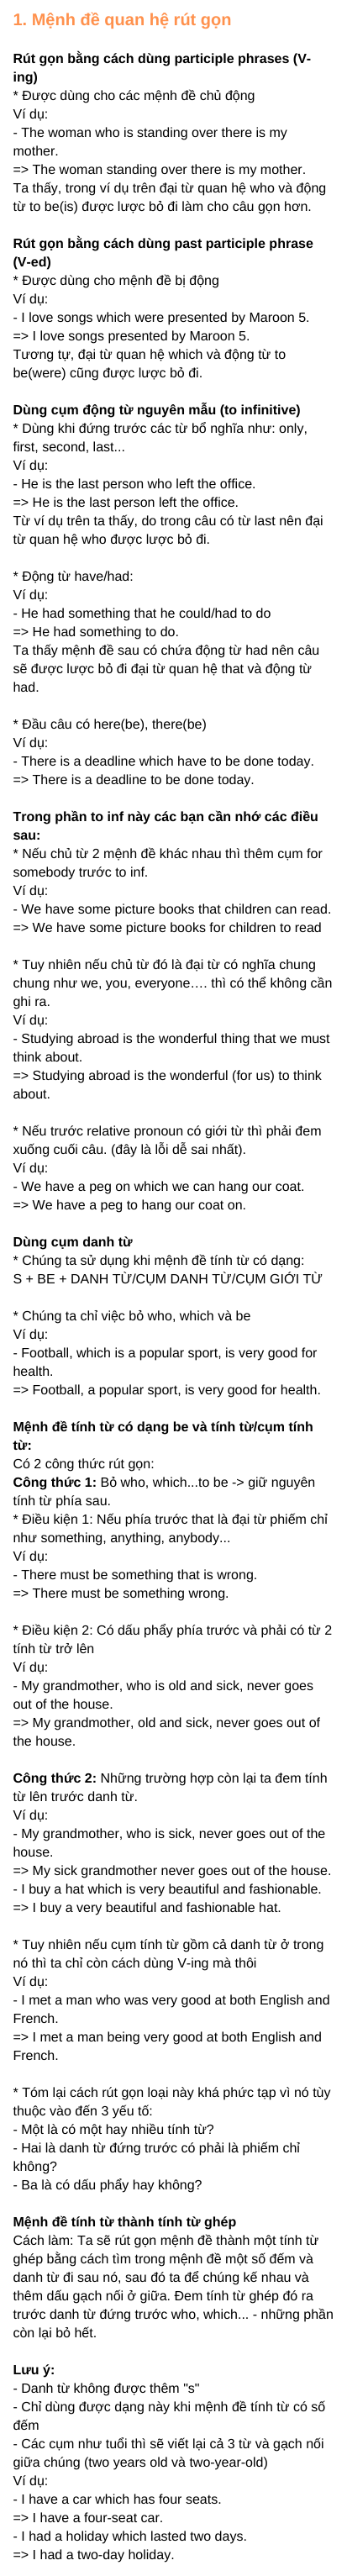 1. Mệnh đề quan hệ rút gọn
Rút gọn bằng cách dùng participle phrases (V-
ing)
* Được dùng cho các mệnh đề chủ động
Ví dụ:
- The woman who is standing over there is my
mother.
=> The woman standing over there is my mother.
Ta thấy, trong ví dụ trên đại từ quan hệ who và động
từ to be(is) được lược bỏ đi làm cho câu gọn hơn.
Rút gọn bằng cách dùng past participle phrase
(V-ed)
* Được dùng cho mệnh đề bị động
Ví dụ:
- I love songs which were presented by Maroon 5.
=> I love songs presented by Maroon 5.
Tương tự, đại từ quan hệ which và động từ to
be(were) cũng được lược bỏ đi.
Dùng cụm động từ nguyên mẫu (to infinitive)
* Dùng khi đứng trước các từ bổ nghĩa như: only,
first, second, last...
Ví dụ:
- He is the last person who left the office.
=> He is the last person left the office.
Từ ví dụ trên ta thấy, do trong câu có từ last nên đại
từ quan hệ who được lược bỏ đi.
* Động từ have/had:
Ví dụ:
- He had something that he could/had to do
=> He had something to do.
Ta thấy mệnh đề sau có chứa động từ had nên câu
sẽ được lược bỏ đi đại từ quan hệ that và động từ
had.
* Đầu câu có here(be), there(be)
Ví dụ:
- There is a deadline which have to be done today.
=> There is a deadline to be done today.
Trong phần to inf này các bạn cần nhớ các điều
sau:
* Nếu chủ từ 2 mệnh đề khác nhau thì thêm cụm for
somebody trước to inf.
Ví dụ:
- We have some picture books that children can read.
=> We have some picture books for children to read
* Tuy nhiên nếu chủ từ đó là đại từ có nghĩa chung
chung như we, you, everyone…. thì có thể không cần
ghi ra.
Ví dụ:
- Studying abroad is the wonderful thing that we must
think about.
=> Studying abroad is the wonderful (for us) to think
about.
* Nếu trước relative pronoun có giới từ thì phải đem
xuống cuối câu. (đây là lỗi dễ sai nhất).
Ví dụ:
- We have a peg on which we can hang our coat.
=> We have a peg to hang our coat on.
Dùng cụm danh từ
* Chúng ta sử dụng khi mệnh đề tính từ có dạng:
S + BE + DANH TỪ/CỤM DANH TỪ/CỤM GIỚI TỪ
* Chúng ta chỉ việc bỏ who, which và be
Ví dụ:
- Football, which is a popular sport, is very good for
health.
=> Football, a popular sport, is very good for health.
Mệnh đề tính từ có dạng be và tính từ/cụm tính
từ:
Có 2 công thức rút gọn:
Công thức 1: Bỏ who, which...to be -> giữ nguyên
tính từ phía sau.
* Điều kiện 1: Nếu phía trước that là đại từ phiếm chỉ
như something, anything, anybody...
Ví dụ:
- There must be something that is wrong.
=> There must be something wrong.
* Điều kiện 2: Có dấu phẩy phía trước và phải có từ 2
tính từ trở lên
Ví dụ:
- My grandmother, who is old and sick, never goes
out of the house.
=> My grandmother, old and sick, never goes out of
the house.
Công thức 2: Những trường hợp còn lại ta đem tính
từ lên trước danh từ.
Ví dụ:
- My grandmother, who is sick, never goes out of the
house.
=> My sick grandmother never goes out of the house.
- I buy a hat which is very beautiful and fashionable.
=> I buy a very beautiful and fashionable hat.
* Tuy nhiên nếu cụm tính từ gồm cả danh từ ở trong
nó thì ta chỉ còn cách dùng V-ing mà thôi
Ví dụ:
- I met a man who was very good at both English and
French.
=> I met a man being very good at both English and
French.
* Tóm lại cách rút gọn loại này khá phức tạp vì nó tùy
thuộc vào đến 3 yếu tố:
- Một là có một hay nhiều tính từ?
- Hai là danh từ đứng trước có phải là phiếm chỉ
không?
- Ba là có dấu phẩy hay không?
Mệnh đề tính từ thành tính từ ghép
Cách làm: Ta sẽ rút gọn mệnh đề thành một tính từ
ghép bằng cách tìm trong mệnh đề một số đếm và
danh từ đi sau nó, sau đó ta để chúng kế nhau và
thêm dấu gạch nối ở giữa. Đem tính từ ghép đó ra
trước danh từ đứng trước who, which... - những phần
còn lại bỏ hết.
Lưu ý:
- Danh từ không được thêm "s"
- Chỉ dùng được dạng này khi mệnh đề tính từ có số
đếm
- Các cụm như tuổi thì sẽ viết lại cả 3 từ và gạch nối
giữa chúng (two years old và two-year-old)
Ví dụ:
- I have a car which has four seats.
=> I have a four-seat car.
- I had a holiday which lasted two days.
=> I had a two-day holiday.